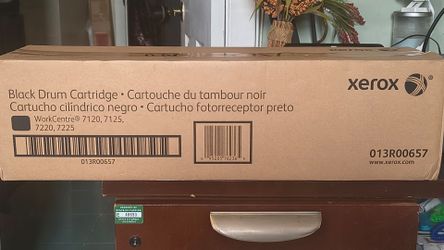 Black Drum Cartridge • Cartouche du tambour noir
Cartucho cilíndrico negro • Cartucho fotorreceptor preto
WorkCentre® 7120, 7125,
7220, 7225
013R00657
xerox
013R00657
www.xerox.com